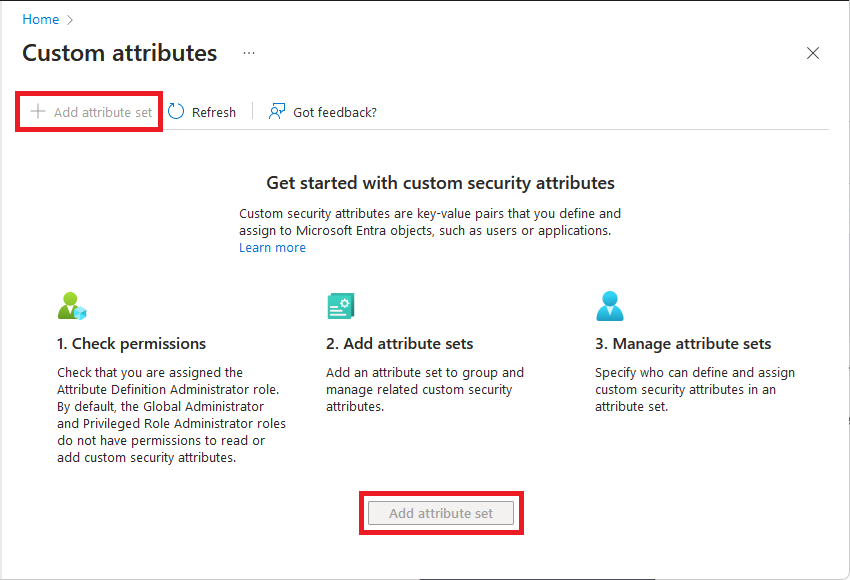 Home
Custom attributes ...
Add attribute set Refresh Got feedback?
Get started with custom security attributes
Custom security attributes are key-value pairs that you define and
assign to Microsoft Entra objects, such as users or applications.
Learn more
1. Check permissions
Check that you are assigned the
Attribute Definition Administrator role.
By default, the Global Administrator
and Privileged Role Administrator roles
do not have permissions to read or
add custom security attributes.
2. Add attribute sets
Add an attribute set to group and
manage related custom security
attributes.
3. Manage attribute sets
Specify who can define and assign
custom security attributes in an
attribute set.
Add attribute set